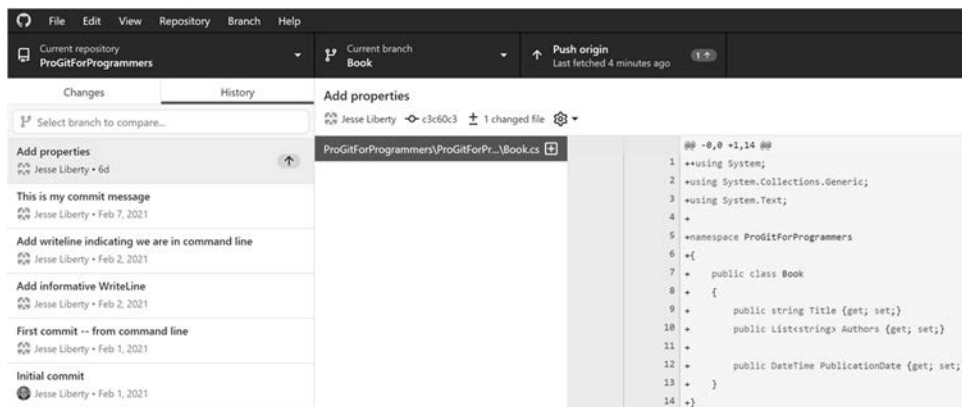 File Edit View Repository Branch Help
Current repository
ProGitForProgrammers
Current branch
Book
Push origin
Last fetched 4 minutes ago
1
Changes History
Select branch to compare...
Add properties
Jesse Liberty • 6d
This is my commit message
Jesse Liberty • Feb 7, 2021
Add writeline indicating we are in command line
Jesse Liberty • Feb 2, 2021
Add informative WriteLine
Jesse Liberty • Feb 2, 2021
First commit -- from command line
Jesse Liberty • Feb 1, 2021
Initial commit
Jesse Liberty • Feb 1, 2021
Add properties
Jesse Liberty c3c60c3 1 changed file
ProGitForProgrammers\ProGitForPr...\Book.cs
@@ -0,0 +1,14 @@
1 ++using System;
2 +using System.Collections.Generic;
3 +using System.Text;
4 +
5 +namespace ProGitForProgrammers
6 +{
7 + public class Book
8 + {
9 + public string Title {get; set;}
10 + public List<string> Authors {get; set;}
11 +
12 + public DateTime PublicationDate {get; set;
13 + }
14 +}